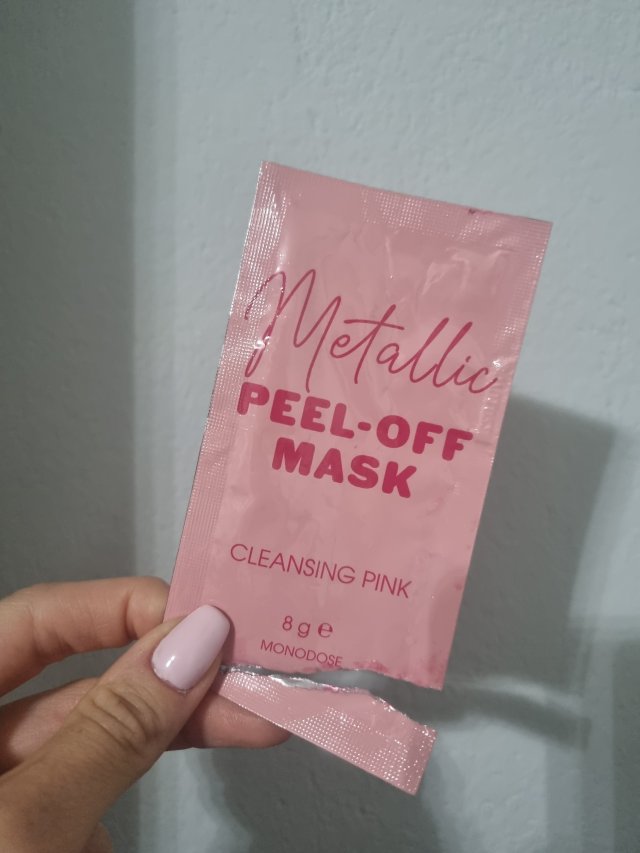 Metallic
PEEL-OFF
MASK
CLEANSING PINK
8 g ℮
MONODOSE